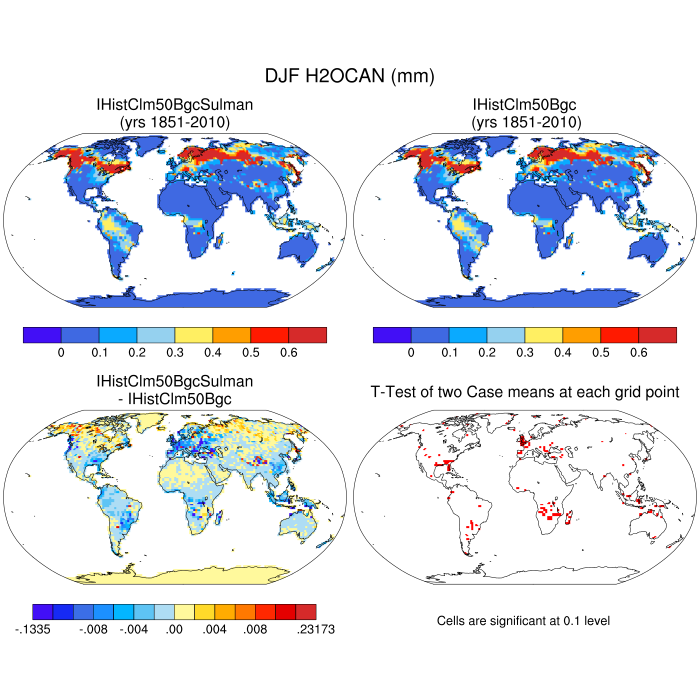 DJF H2OCAN (mm)
IHistClm50BgcSulman
(yrs 1851-2010)
IHistClm50Bgc
(yrs 1851-2010)
0 0.1 0.2 0.3 0.4 0.5 0.6
0 0.1 0.2 0.3 0.4 0.5 0.6
IHistClm50BgcSulman
- IHistClm50Bgc
T-Test of two Case means at each grid point
-.1335 -.008 -.004 .00 .004 .008 .23173
Cells are significant at 0.1 level